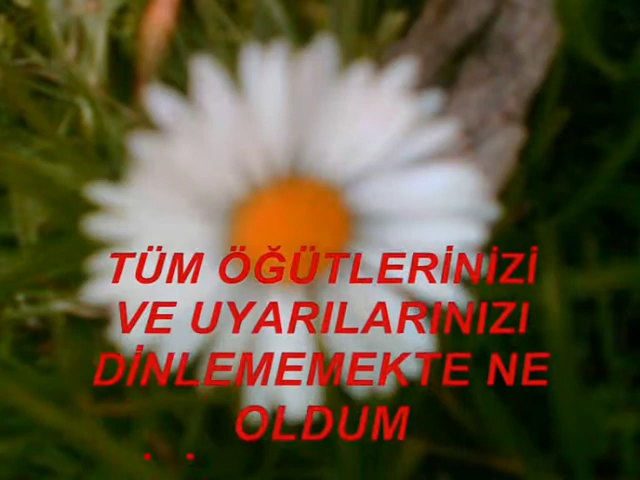 TÜM ÖĞÜTLERİNİZİ
VE UYARILARINIZI
DİNLEMEMEKTE NE
OLDUM